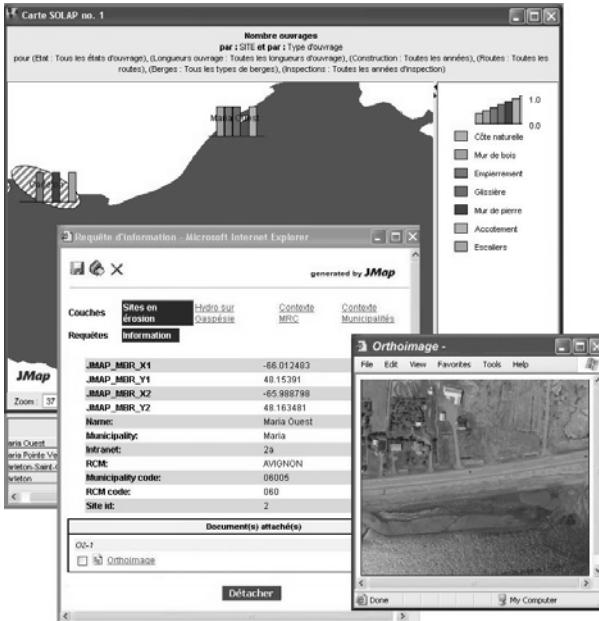 Carte SOLAP no. 1
Nombre ouvrages
par : SITE et par : Type d'ouvrage
pour (Etat : Tous les états d'ouvrage), (Longueurs ouvrage : Toutes les longueurs d'ouvrage), (Construction : Toutes les années), (Routes : Toutes les
routes), (Berges : Tous les types de berges), (Inspections : Toutes les années d'inspection)
Maria Ouest
1.0
0.0
Côte naturelle
Mur de bois
Empierrement
Glissière
Mur de pierre
Accotement
Escaliers
JMap
Zoom : 37
aria Ouest
aria Pointe Ve
arleton-Saint-
arleton
Requête d'information - Microsoft Internet Explorer
generated by JMap
Couches
Sites en érosion
Hydro sur Gaspésie
Contexte MRC
Contexte Municipalités
Requêtes
Information
JMAP_MBR_X1 -66.012483
JMAP_MBR_Y1 48.15391
JMAP_MBR_X2 -65.988798
JMAP_MBR_Y2 48.163481
Name: Maria Ouest
Municipality: Maria
Intranet: 2a
RCM: AVIGNON
Municipality code: 06005
RCM code: 060
Site id: 2
Document(s) attaché(s)
O2-1
Orthoimage
Détacher
Orthoimage -
File Edit View Favorites Tools Help
Done
My Computer